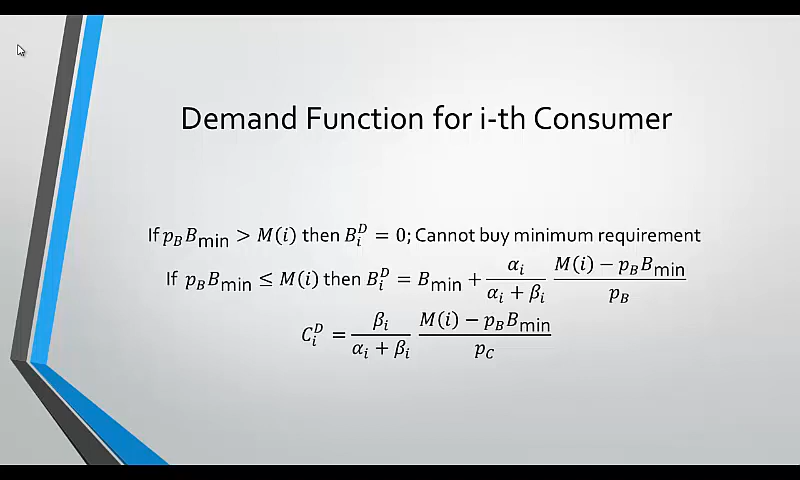 Demand Function for i-th Consumer
If p_B B_min > M(i) then B_i^D = 0; Cannot buy minimum requirement
If p_B B_min ≤ M(i) then B_i^D = B_min + α_i/(α_i + β_i) (M(i) − p_B B_min)/p_B
C_i^D = β_i/(α_i + β_i) (M(i) − p_B B_min)/p_C